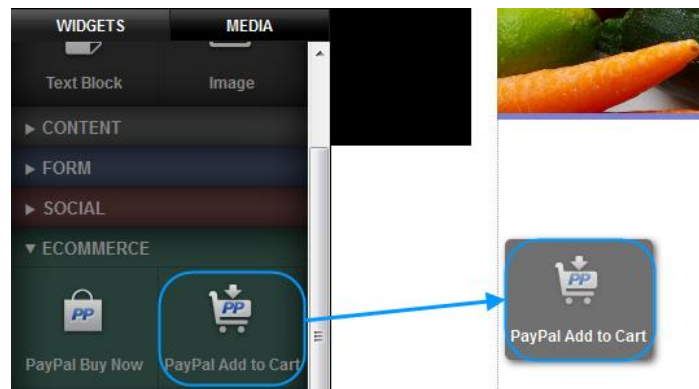 WIDGETS MEDIA
Text Block Image
CONTENT
FORM
SOCIAL
ECOMMERCE
PP PP
PayPal Buy Now PayPal Add to Cart
PP
PayPal Add to Cart